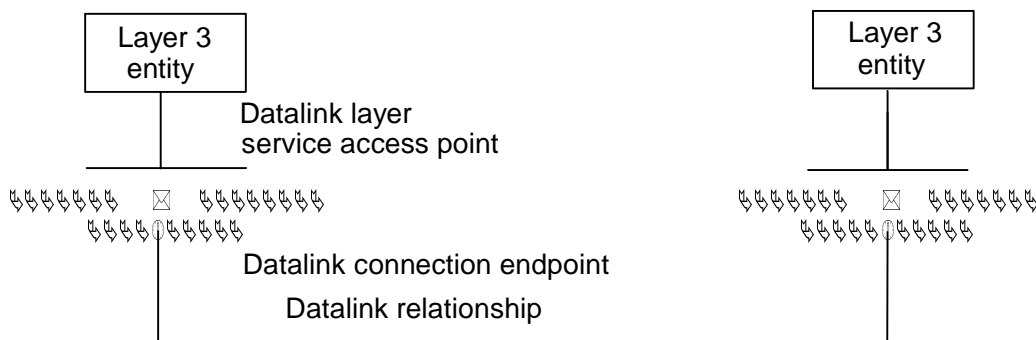 Layer 3
entity
Layer 3
entity
Datalink layer
service access point
Datalink connection endpoint
Datalink relationship